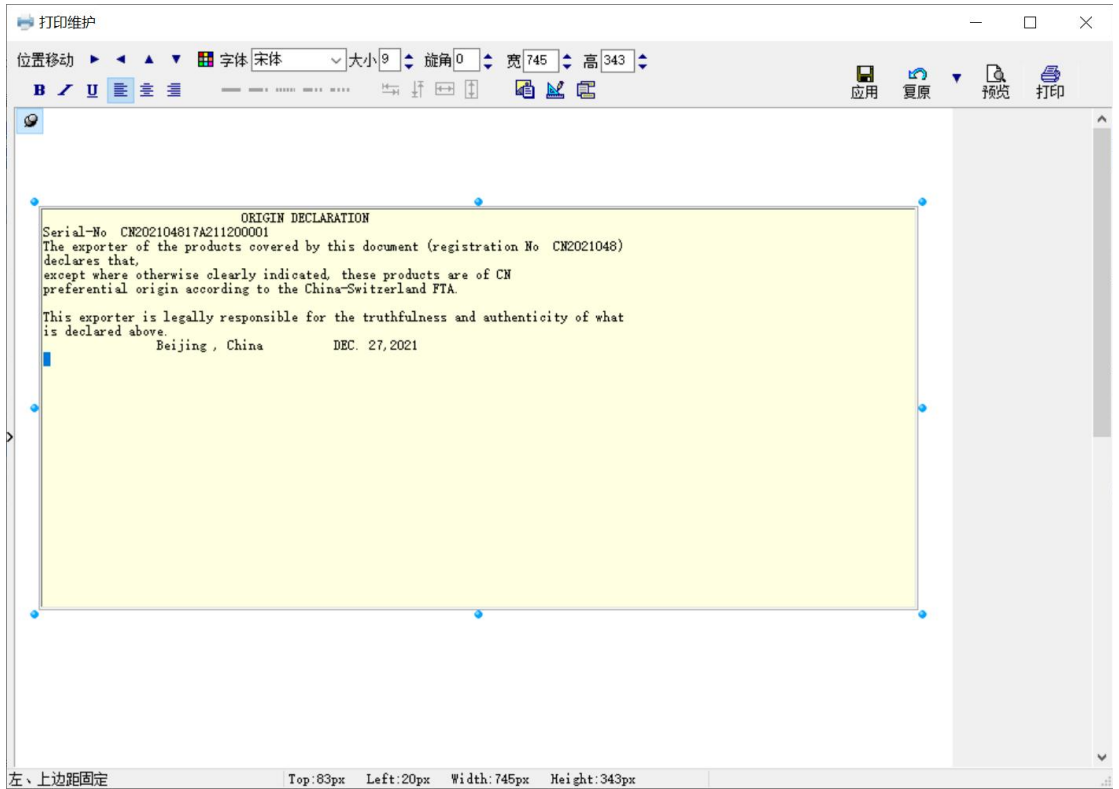 打印维护
位置移动 字体 宋体 大小 9 旋角 0 宽 745 高 343
B I U 应用 复原 预览 打印
ORIGIN DECLARATION
Serial-No CN202104817A211200001
The exporter of the products covered by this document (registration No CN2021048)
declares that,
except where otherwise clearly indicated, these products are of CN
preferential origin according to the China-Switzerland FTA.
This exporter is legally responsible for the truthfulness and authenticity of what
is declared above.
Beijing , China DEC. 27,2021
左、上边距固定 Top:83px Left:20px Width:745px Height:343px